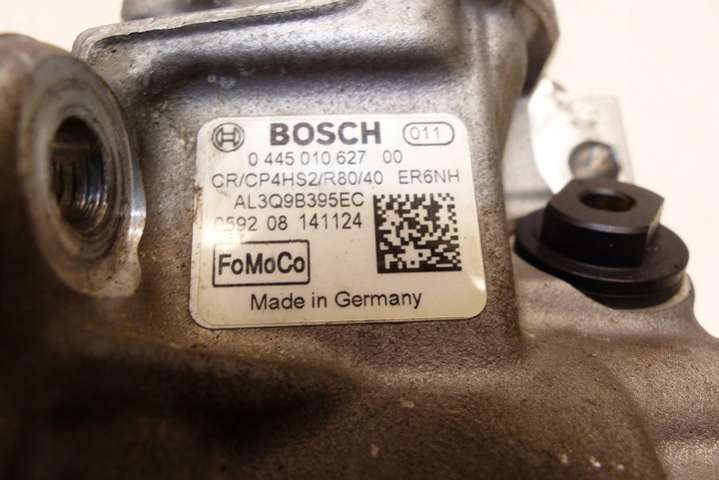 BOSCH 011
0 445 010 627 00
CR/CP4HS2/R80/40 ER6NH
AL3Q9B395EC
0592 08 141124
FoMoCo
Made in Germany